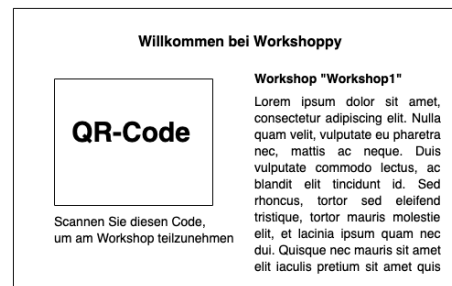 Willkommen bei Workshoppy
QR-Code
Scannen Sie diesen Code,
um am Workshop teilzunehmen
Workshop "Workshop1"
Lorem ipsum dolor sit amet,
consectetur adipiscing elit. Nulla
quam velit, vulputate eu pharetra
nec, mattis ac neque. Duis
vulputate commodo lectus, ac
blandit elit tincidunt id. Sed
rhoncus, tortor sed eleifend
tristique, tortor mauris molestie
elit, et lacinia ipsum quam nec
dui. Quisque nec mauris sit amet
elit iaculis pretium sit amet quis